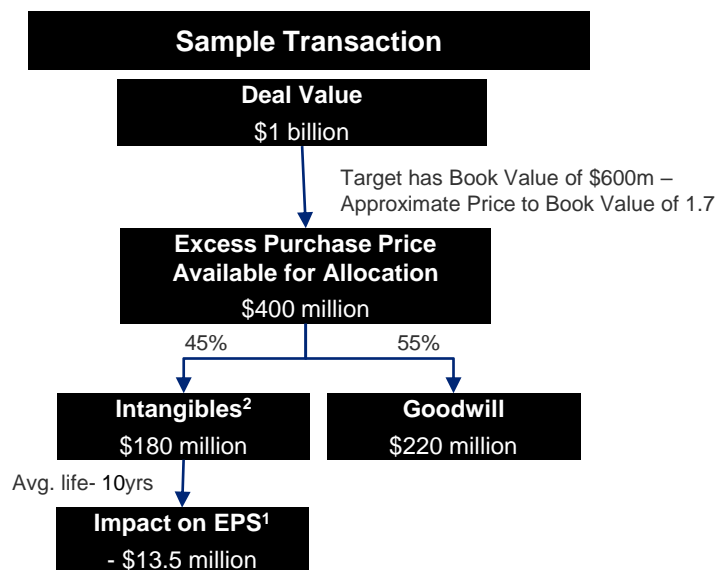 Sample Transaction
Deal Value
$1 billion
Target has Book Value of $600m –
Approximate Price to Book Value of 1.7
Excess Purchase Price
Available for Allocation
$400 million
45%
55%
Intangibles²
$180 million
Goodwill
$220 million
Avg. life- 10yrs
Impact on EPS¹
- $13.5 million